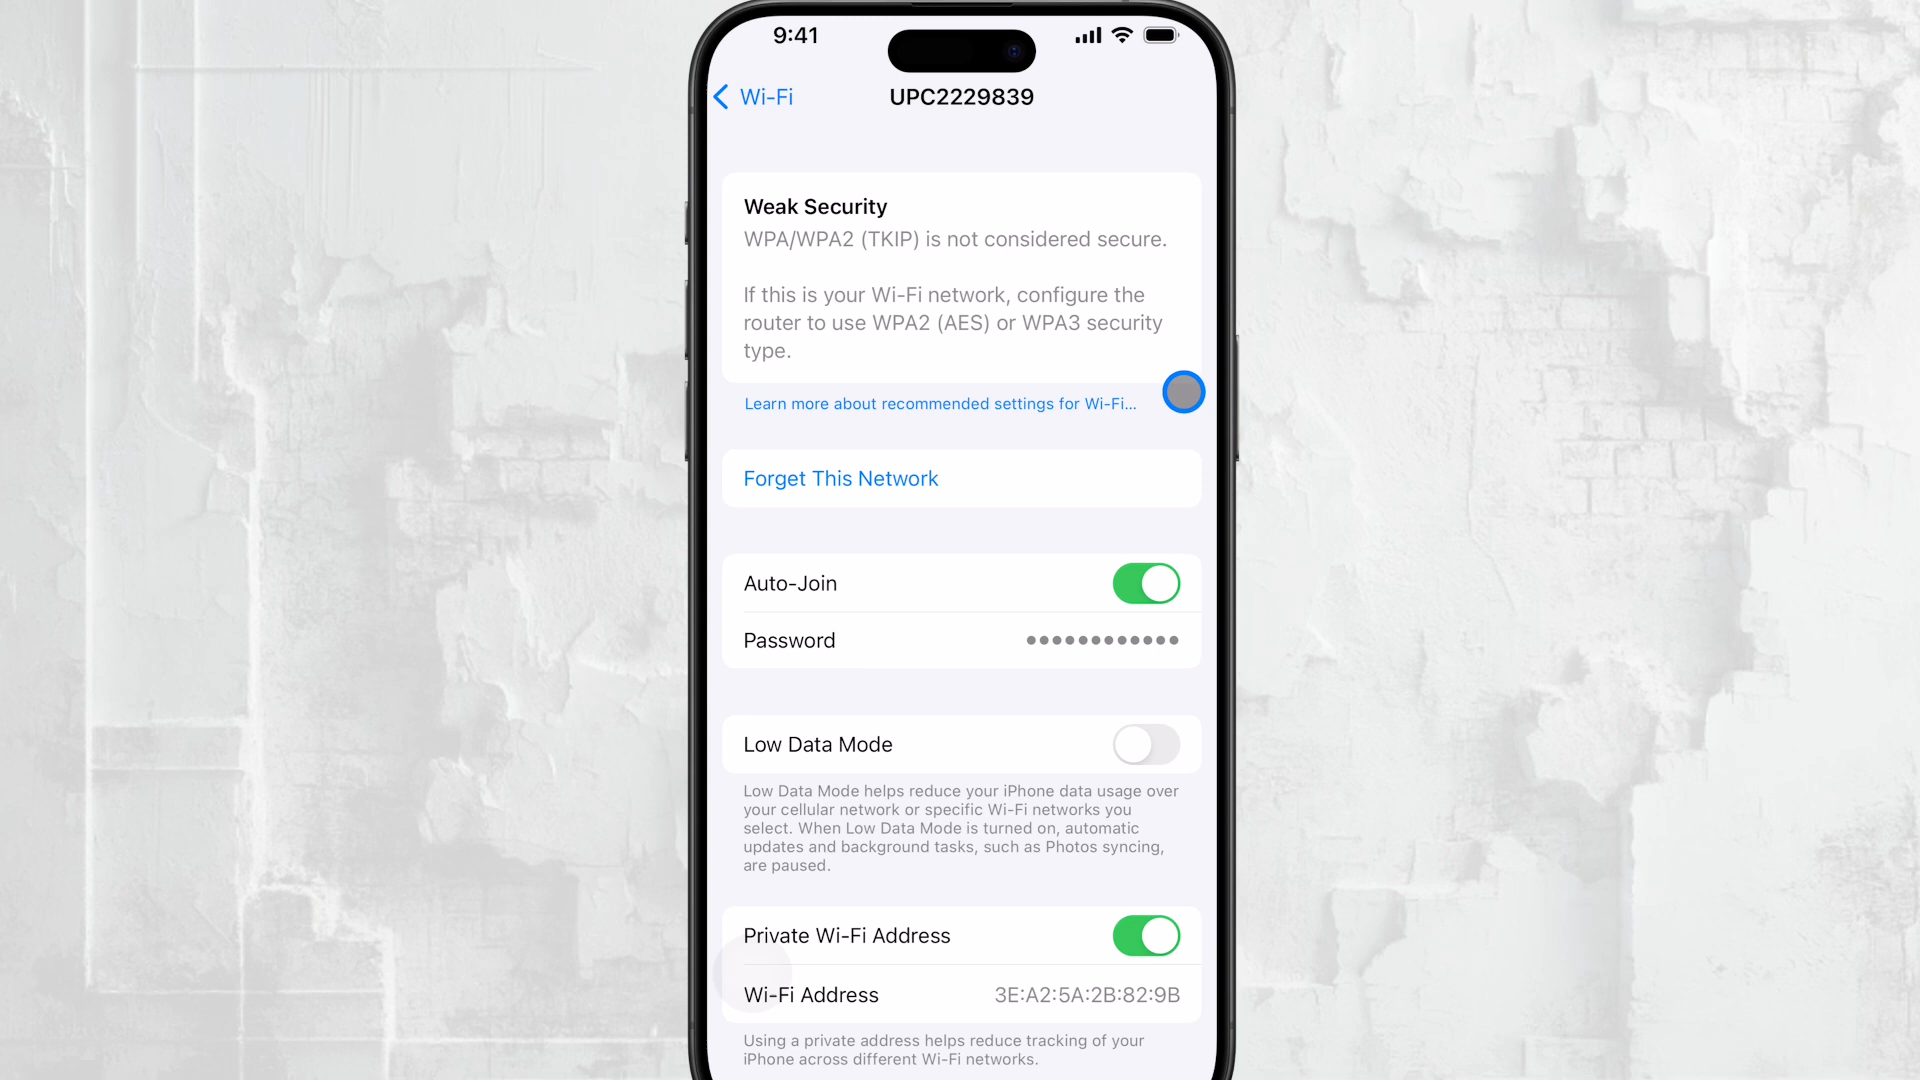 9:41
Wi-Fi
UPC2229839
Weak Security
WPA/WPA2 (TKIP) is not considered secure.
If this is your Wi-Fi network, configure the
router to use WPA2 (AES) or WPA3 security
type.
Learn more about recommended settings for Wi-Fi...
Forget This Network
Auto-Join
Password ••••••••••••
Low Data Mode
Low Data Mode helps reduce your iPhone data usage over
your cellular network or specific Wi-Fi networks you
select. When Low Data Mode is turned on, automatic
updates and background tasks, such as Photos syncing,
are paused.
Private Wi-Fi Address
Wi-Fi Address 3E:A2:5A:2B:82:9B
Using a private address helps reduce tracking of your
iPhone across different Wi-Fi networks.